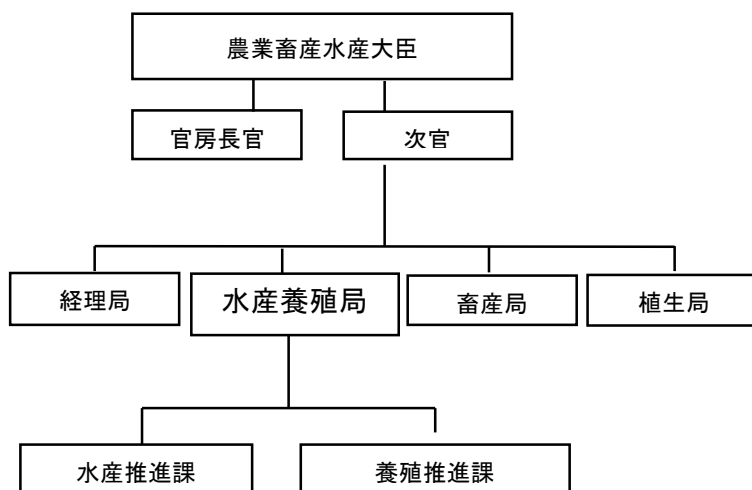 農業畜産水産大臣
官房長官
次官
経理局
水産養殖局
畜産局
植生局
水産推進課
養殖推進課